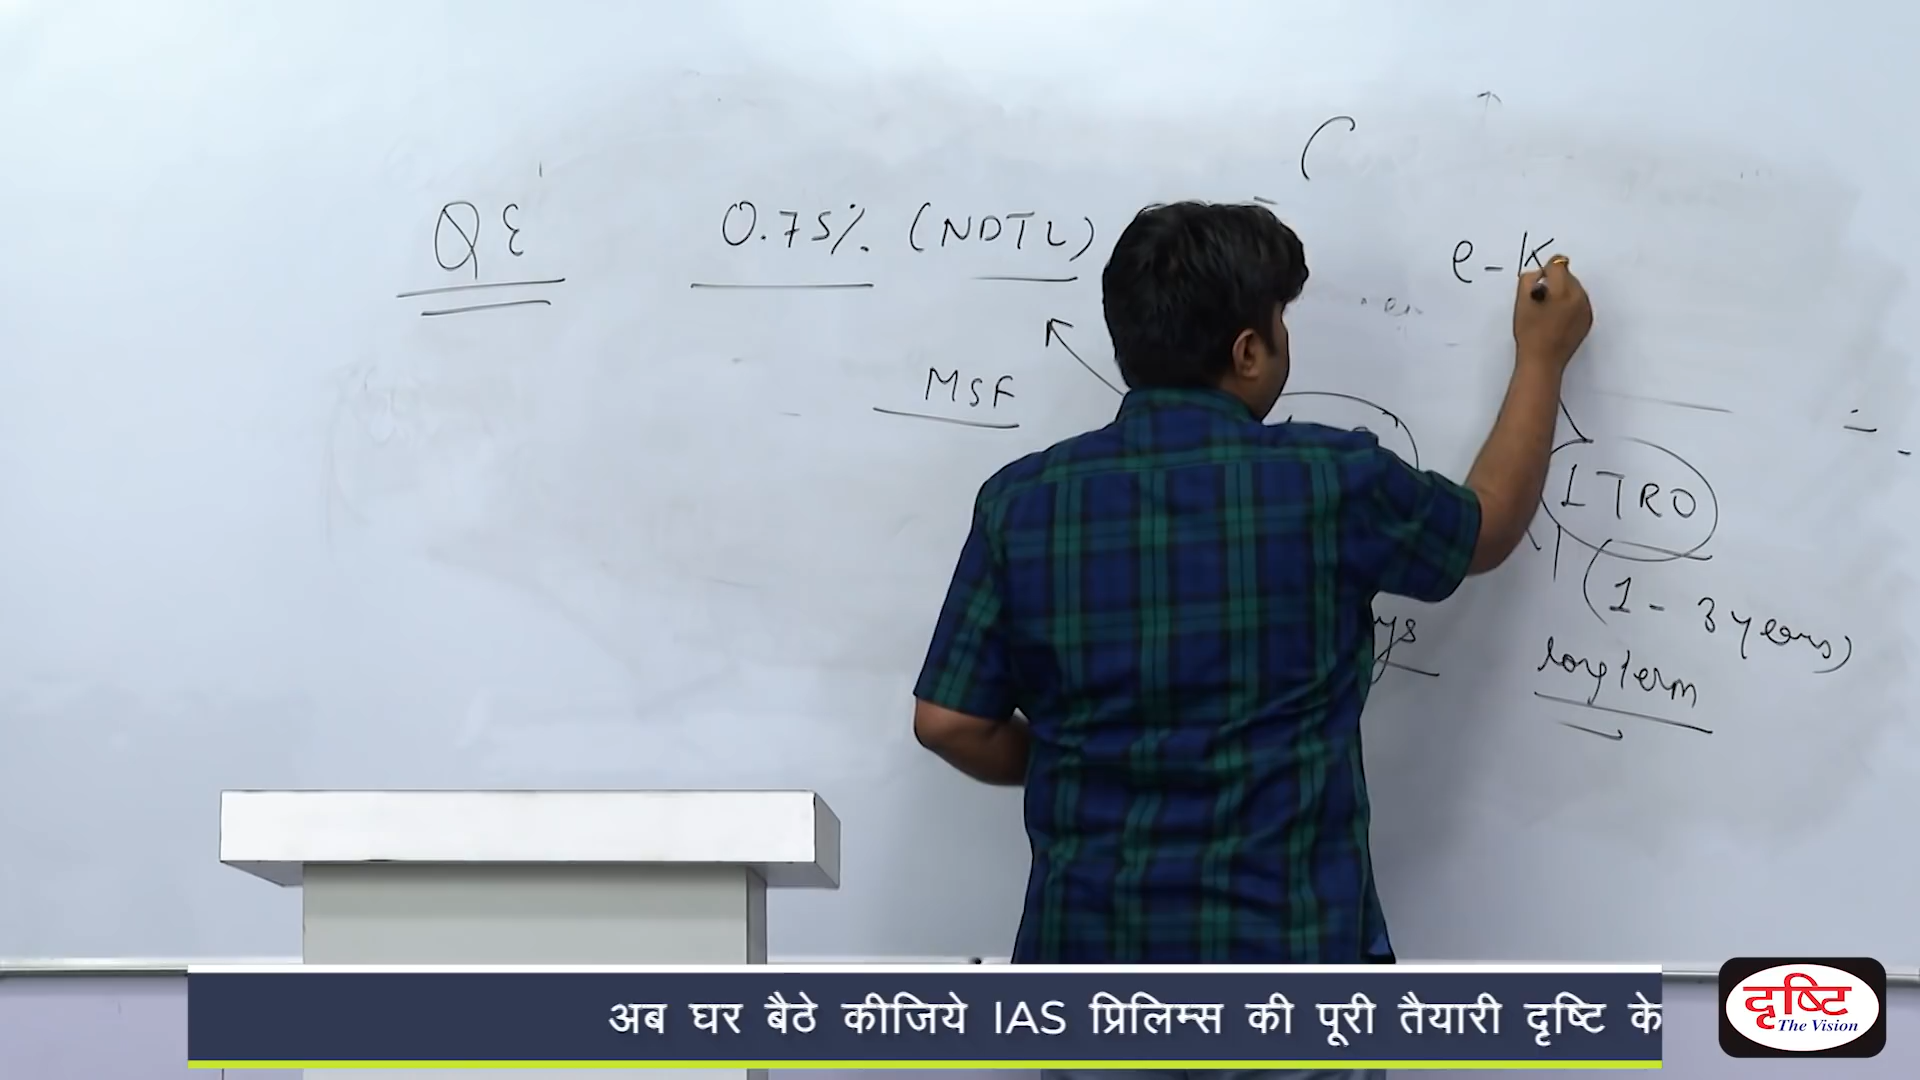 QE 0.75% (NDTL)
e-K
MSF
LTRO
(1 - 3 years)
long term
अब घर बैठे कीजिये IAS प्रिलिम्स की पूरी तैयारी दृष्टि के
दृष्टि
The Vision